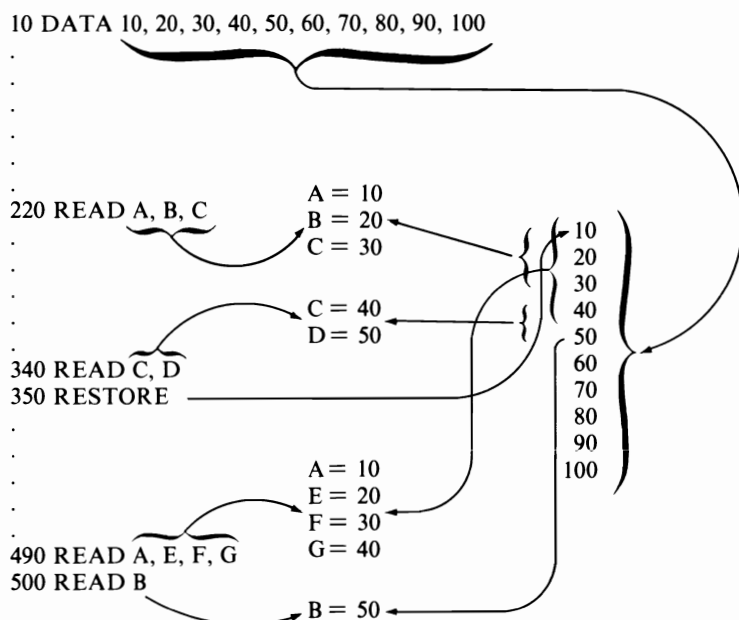 10 DATA 10, 20, 30, 40, 50, 60, 70, 80, 90, 100
.
.
.
.
.
.
220 READ A, B, C
A = 10
B = 20
C = 30
.
.
.
.
.
C = 40
D = 50
340 READ C, D
350 RESTORE
10
20
30
40
50
60
70
80
90
100
.
.
.
.
.
A = 10
E = 20
F = 30
G = 40
490 READ A, E, F, G
500 READ B
B = 50